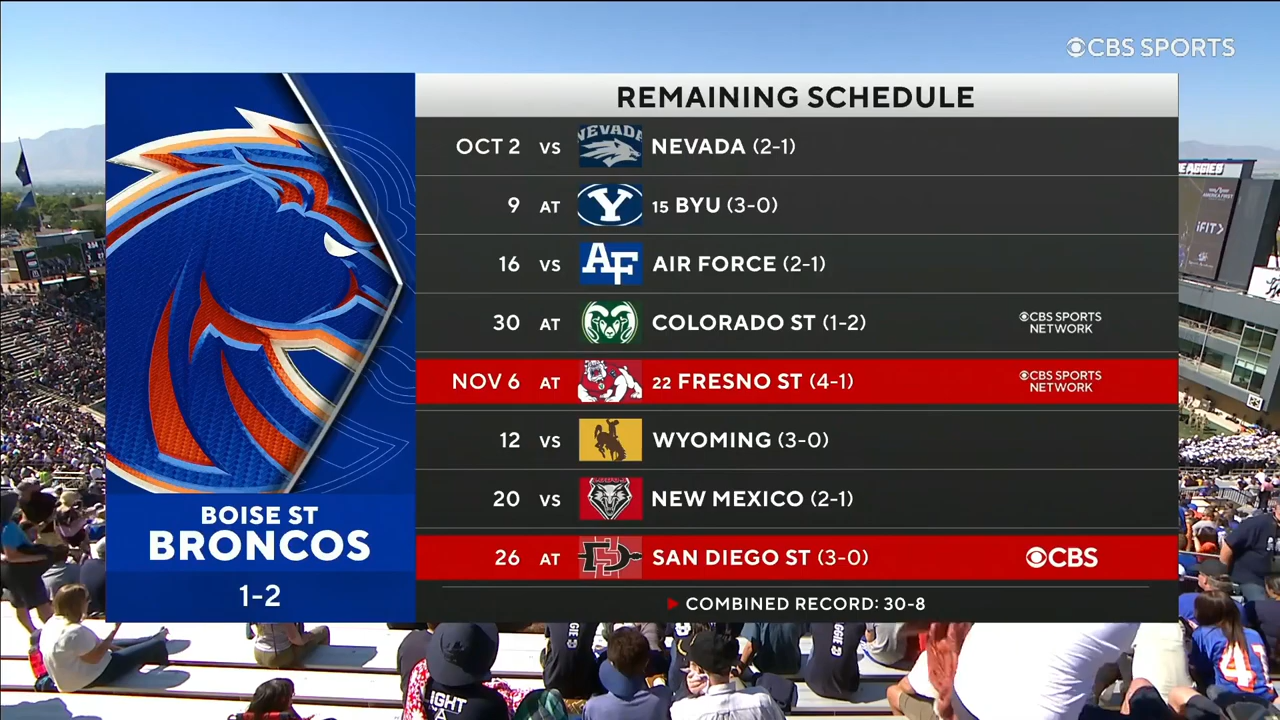 CBS SPORTS
REMAINING SCHEDULE
OCT 2 VS NEVADA NEVADA (2-1)
9 AT Y 15 BYU (3-0)
16 VS AF AIR FORCE (2-1)
30 AT COLORADO ST (1-2) CBS SPORTS NETWORK
NOV 6 AT 22 FRESNO ST (4-1) CBS SPORTS NETWORK
12 VS WYOMING (3-0)
20 VS NEW MEXICO (2-1)
26 AT SD SAN DIEGO ST (3-0) CBS
COMBINED RECORD: 30-8
BOISE ST
BRONCOS
1-2
AGGIES
iFIT